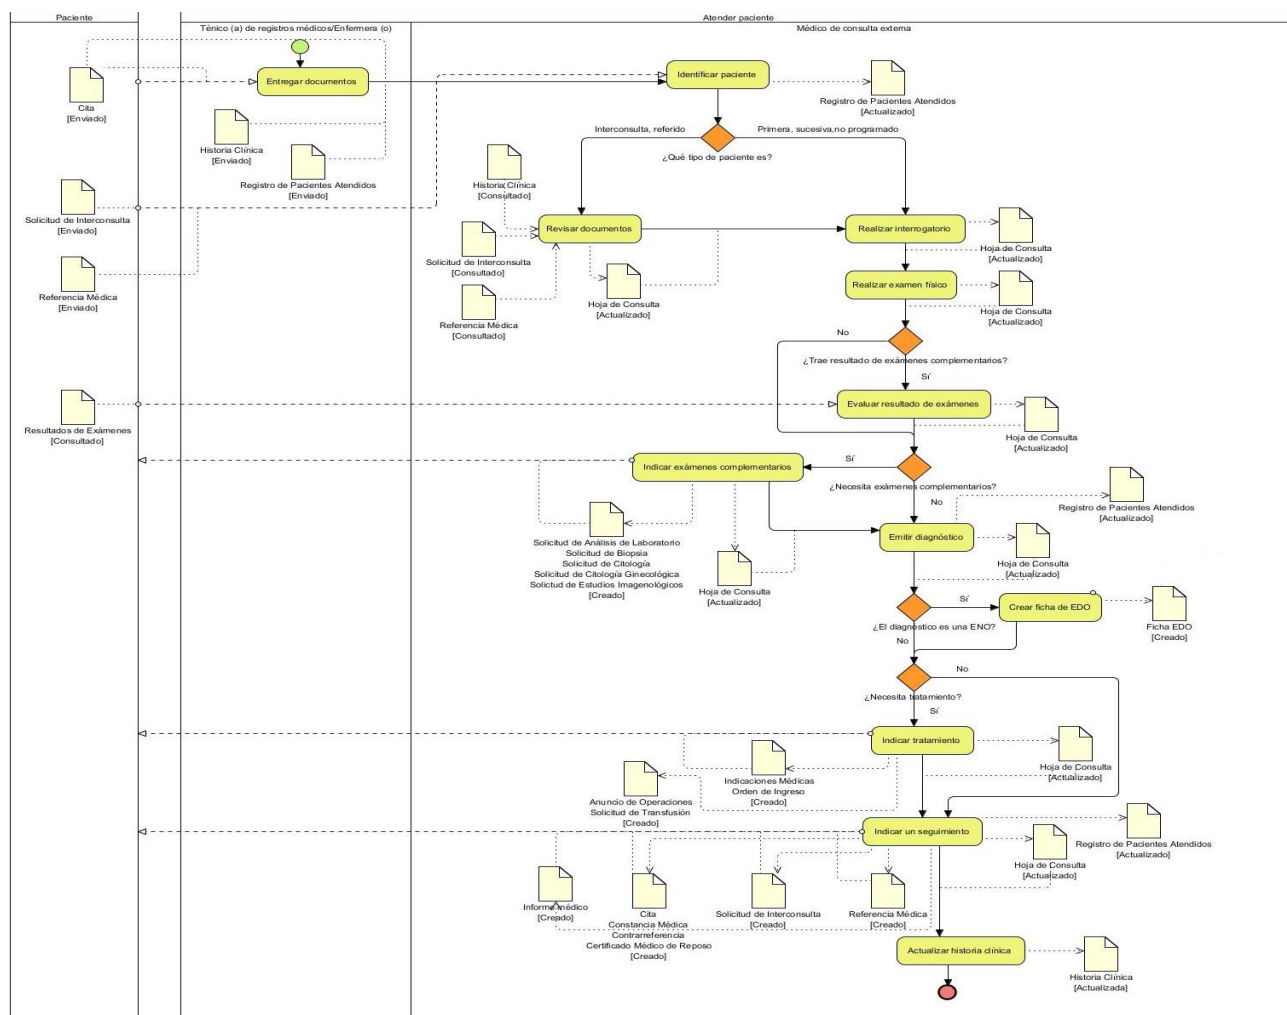 Paciente
Atender paciente
Ténico (a) de registros médicos/Enfermera (o)
Médico de consulta externa
Entregar documentos
Identificar paciente
Cita
[Enviado]
Registro de Pacientes Atendidos
[Actualizado]
Historia Clínica
[Enviado]
Interconsulta, referido
Primera, sucesiva,no programado
¿Qué tipo de paciente es?
Registro de Pacientes Atendidos
[Enviado]
Historia Clínica
[Consultado]
Solicitud de Interconsulta
[Enviado]
Revisar documentos
Realizar interrogatorio
Hoja de Consulta
[Actualizado]
Solicitud de Interconsulta
[Consultado]
Referencia Médica
[Enviado]
Hoja de Consulta
[Actualizado]
Realizar examen físico
Hoja de Consulta
[Actualizado]
Referencia Médica
[Consultado]
No
¿Trae resultado de exámenes complementarios?
Sí
Resultados de Exámenes
[Consultado]
Evaluar resultado de exámenes
Hoja de Consulta
[Actualizado]
Indicar exámenes complementarios
Sí
¿Necesita exámenes complementarios?
No
Registro de Pacientes Atendidos
[Actualizado]
Solicitud de Análisis de Laboratorio
Solicitud de Biopsia
Solicitud de Citología
Solicitud de Citología Ginecológica
Solictud de Estudios Imagenológicos
[Creado]
Hoja de Consulta
[Actualizado]
Emitir diagnóstico
Hoja de Consulta
[Actualizado]
Sí
Crear ficha de EDO
¿El diagnóstico es una ENO?
No
Ficha EDO
[Creado]
No
¿Necesita tratamiento?
Sí
Indicar tratamiento
Hoja de Consulta
[Actualizado]
Indicaciones Médicas
Orden de Ingreso
[Creado]
Anuncio de Operaciones
Solicitud de Transfusión
[Creado]
Indicar un seguimiento
Registro de Pacientes Atendidos
[Actualizado]
Hoja de Consulta
[Actualizado]
Informe médico
[Creado]
Cita
Constancia Médica
Contrarreferencia
Certificado Médico de Reposo
[Creado]
Solicitud de Interconsulta
[Creado]
Referencia Médica
[Creado]
Actualizar historia clínica
Historia Clínica
[Actualizada]